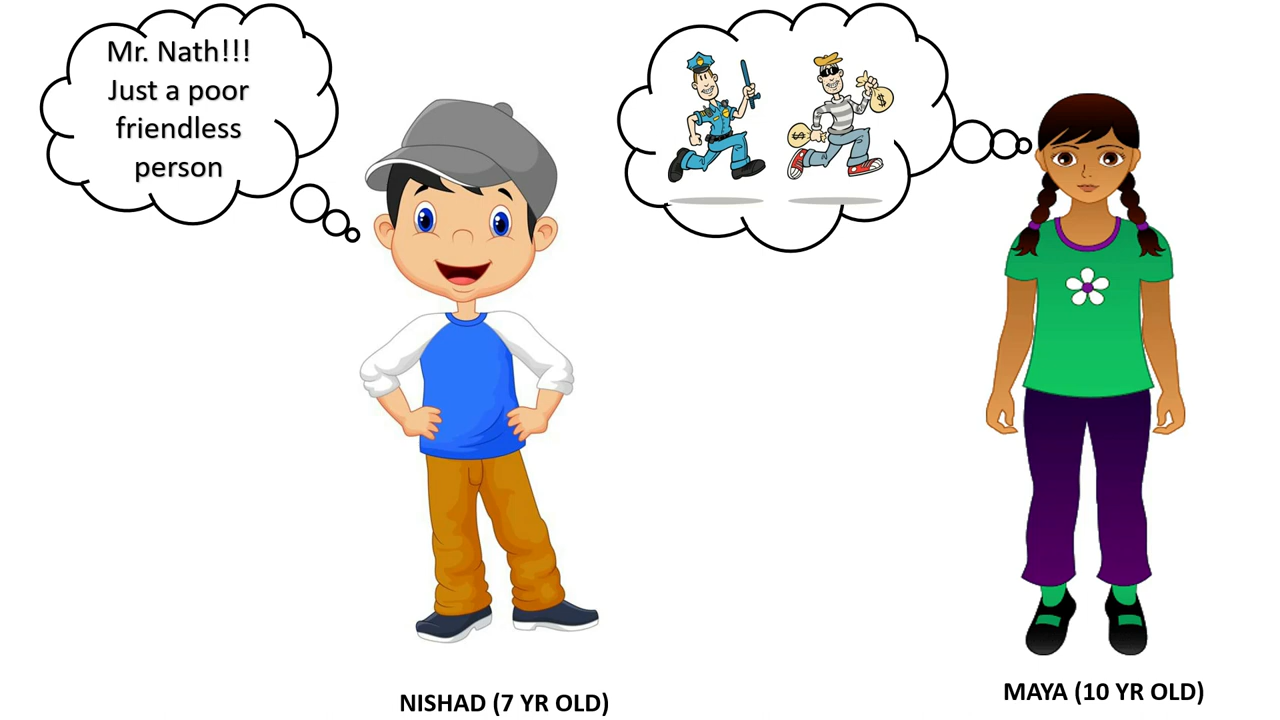 Mr. Nath!!!
Just a poor
friendless
person
$
$
NISHAD (7 YR OLD)
MAYA (10 YR OLD)